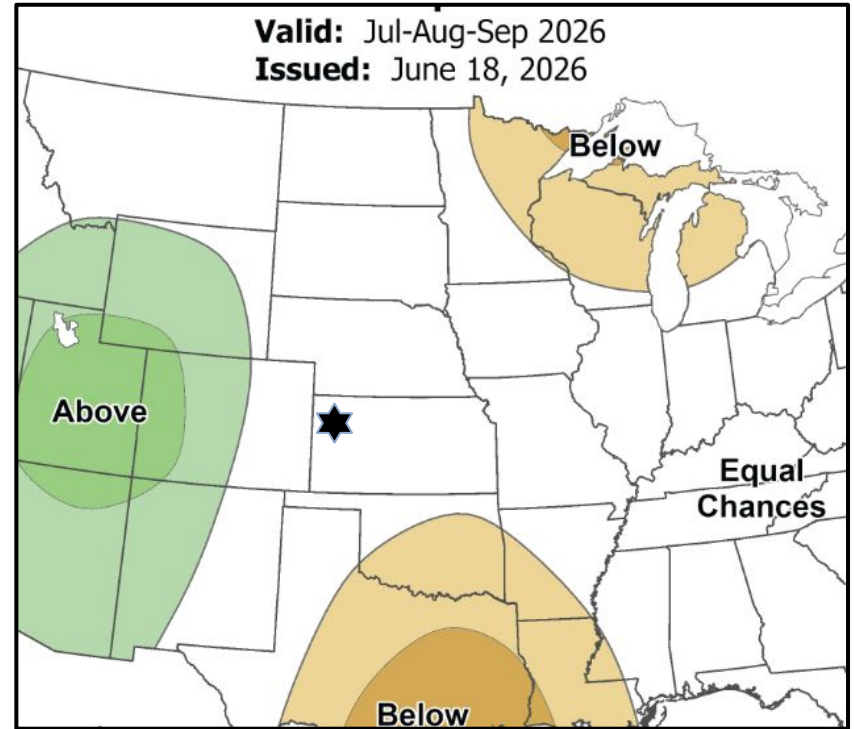 Valid: Jul-Aug-Sep 2026
Issued: June 18, 2026
Below
Above
Equal
Chances
Below